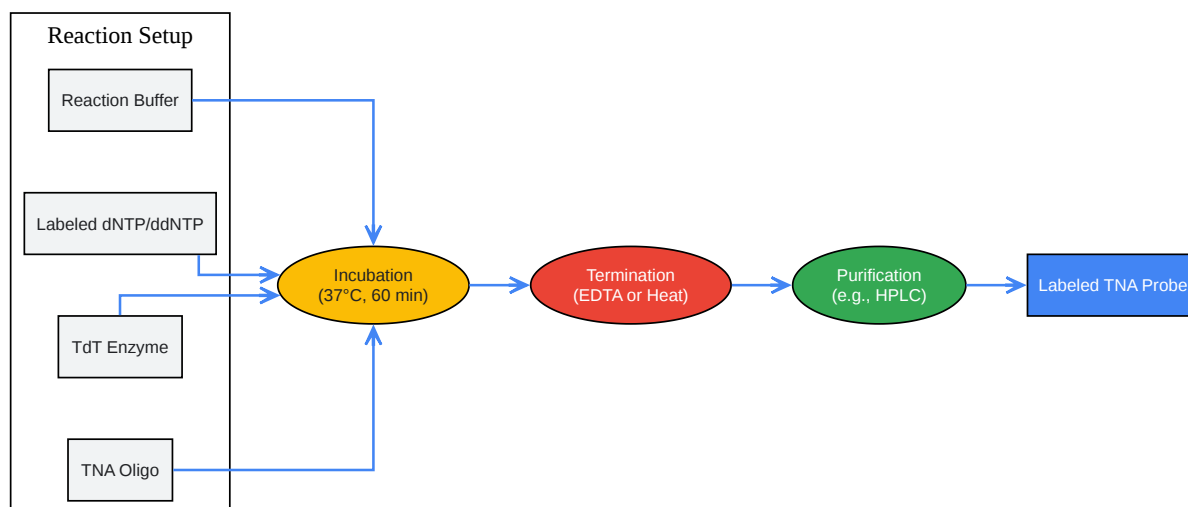 Reaction Setup
Reaction Buffer
Labeled dNTP/ddNTP
TdT Enzyme
TNA Oligo
Incubation
(37°C, 60 min)
Termination
(EDTA or Heat)
Purification
(e.g., HPLC)
Labeled TNA Probe